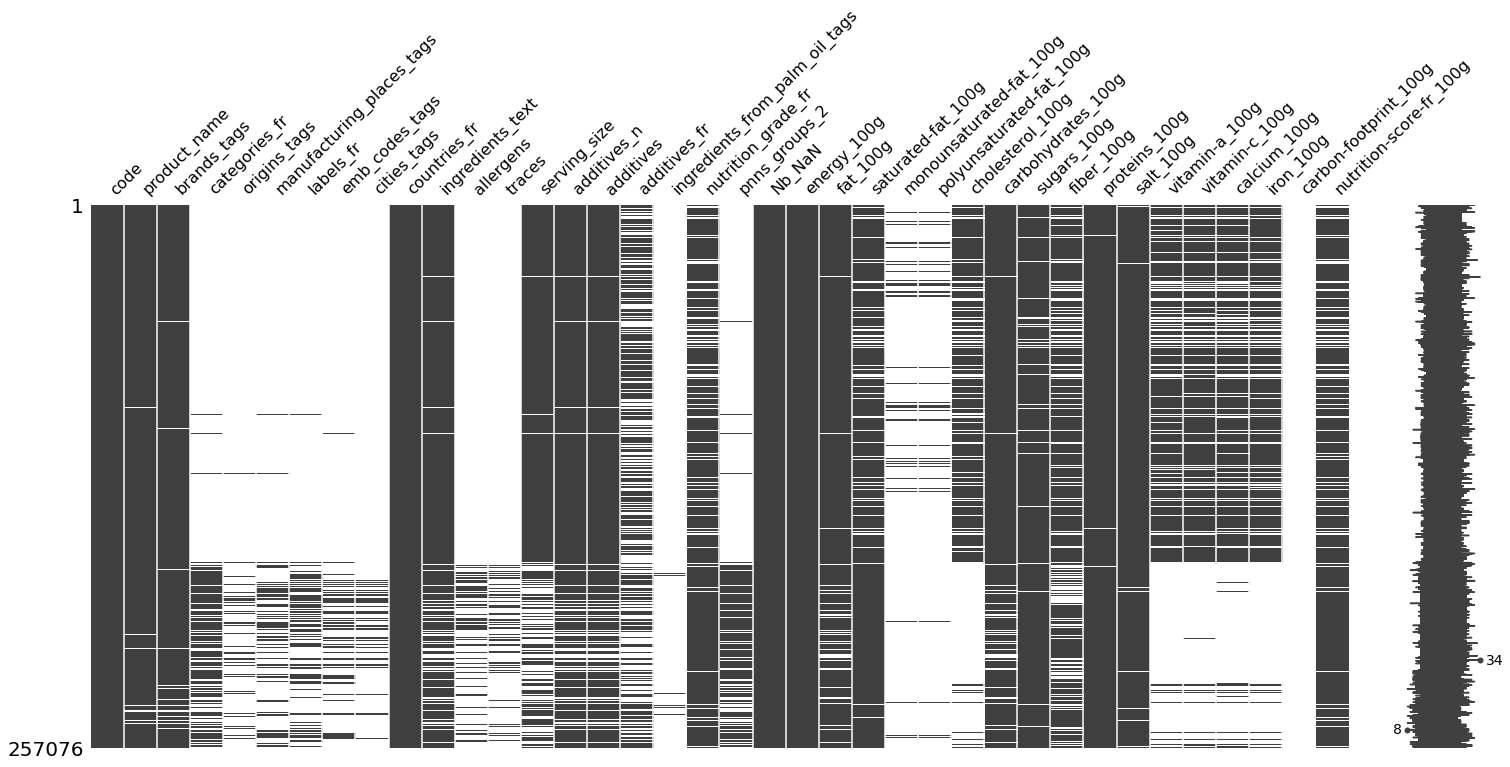 code
product_name
brands_tags
categories_fr
origins_tags
manufacturing_places_tags
labels_fr
emb_codes_tags
cities_tags
countries_fr
ingredients_text
allergens
traces
serving_size
additives_n
additives
additives_fr
ingredients_from_palm_oil_tags
nutrition_grade_fr
pnns_groups_2
Nb_NaN
energy_100g
fat_100g
saturated-fat_100g
monounsaturated-fat_100g
polyunsaturated-fat_100g
cholesterol_100g
carbohydrates_100g
sugars_100g
fiber_100g
proteins_100g
salt_100g
vitamin-a_100g
vitamin-c_100g
calcium_100g
iron_100g
carbon-footprint_100g
nutrition-score-fr_100g
1
34
8
257076